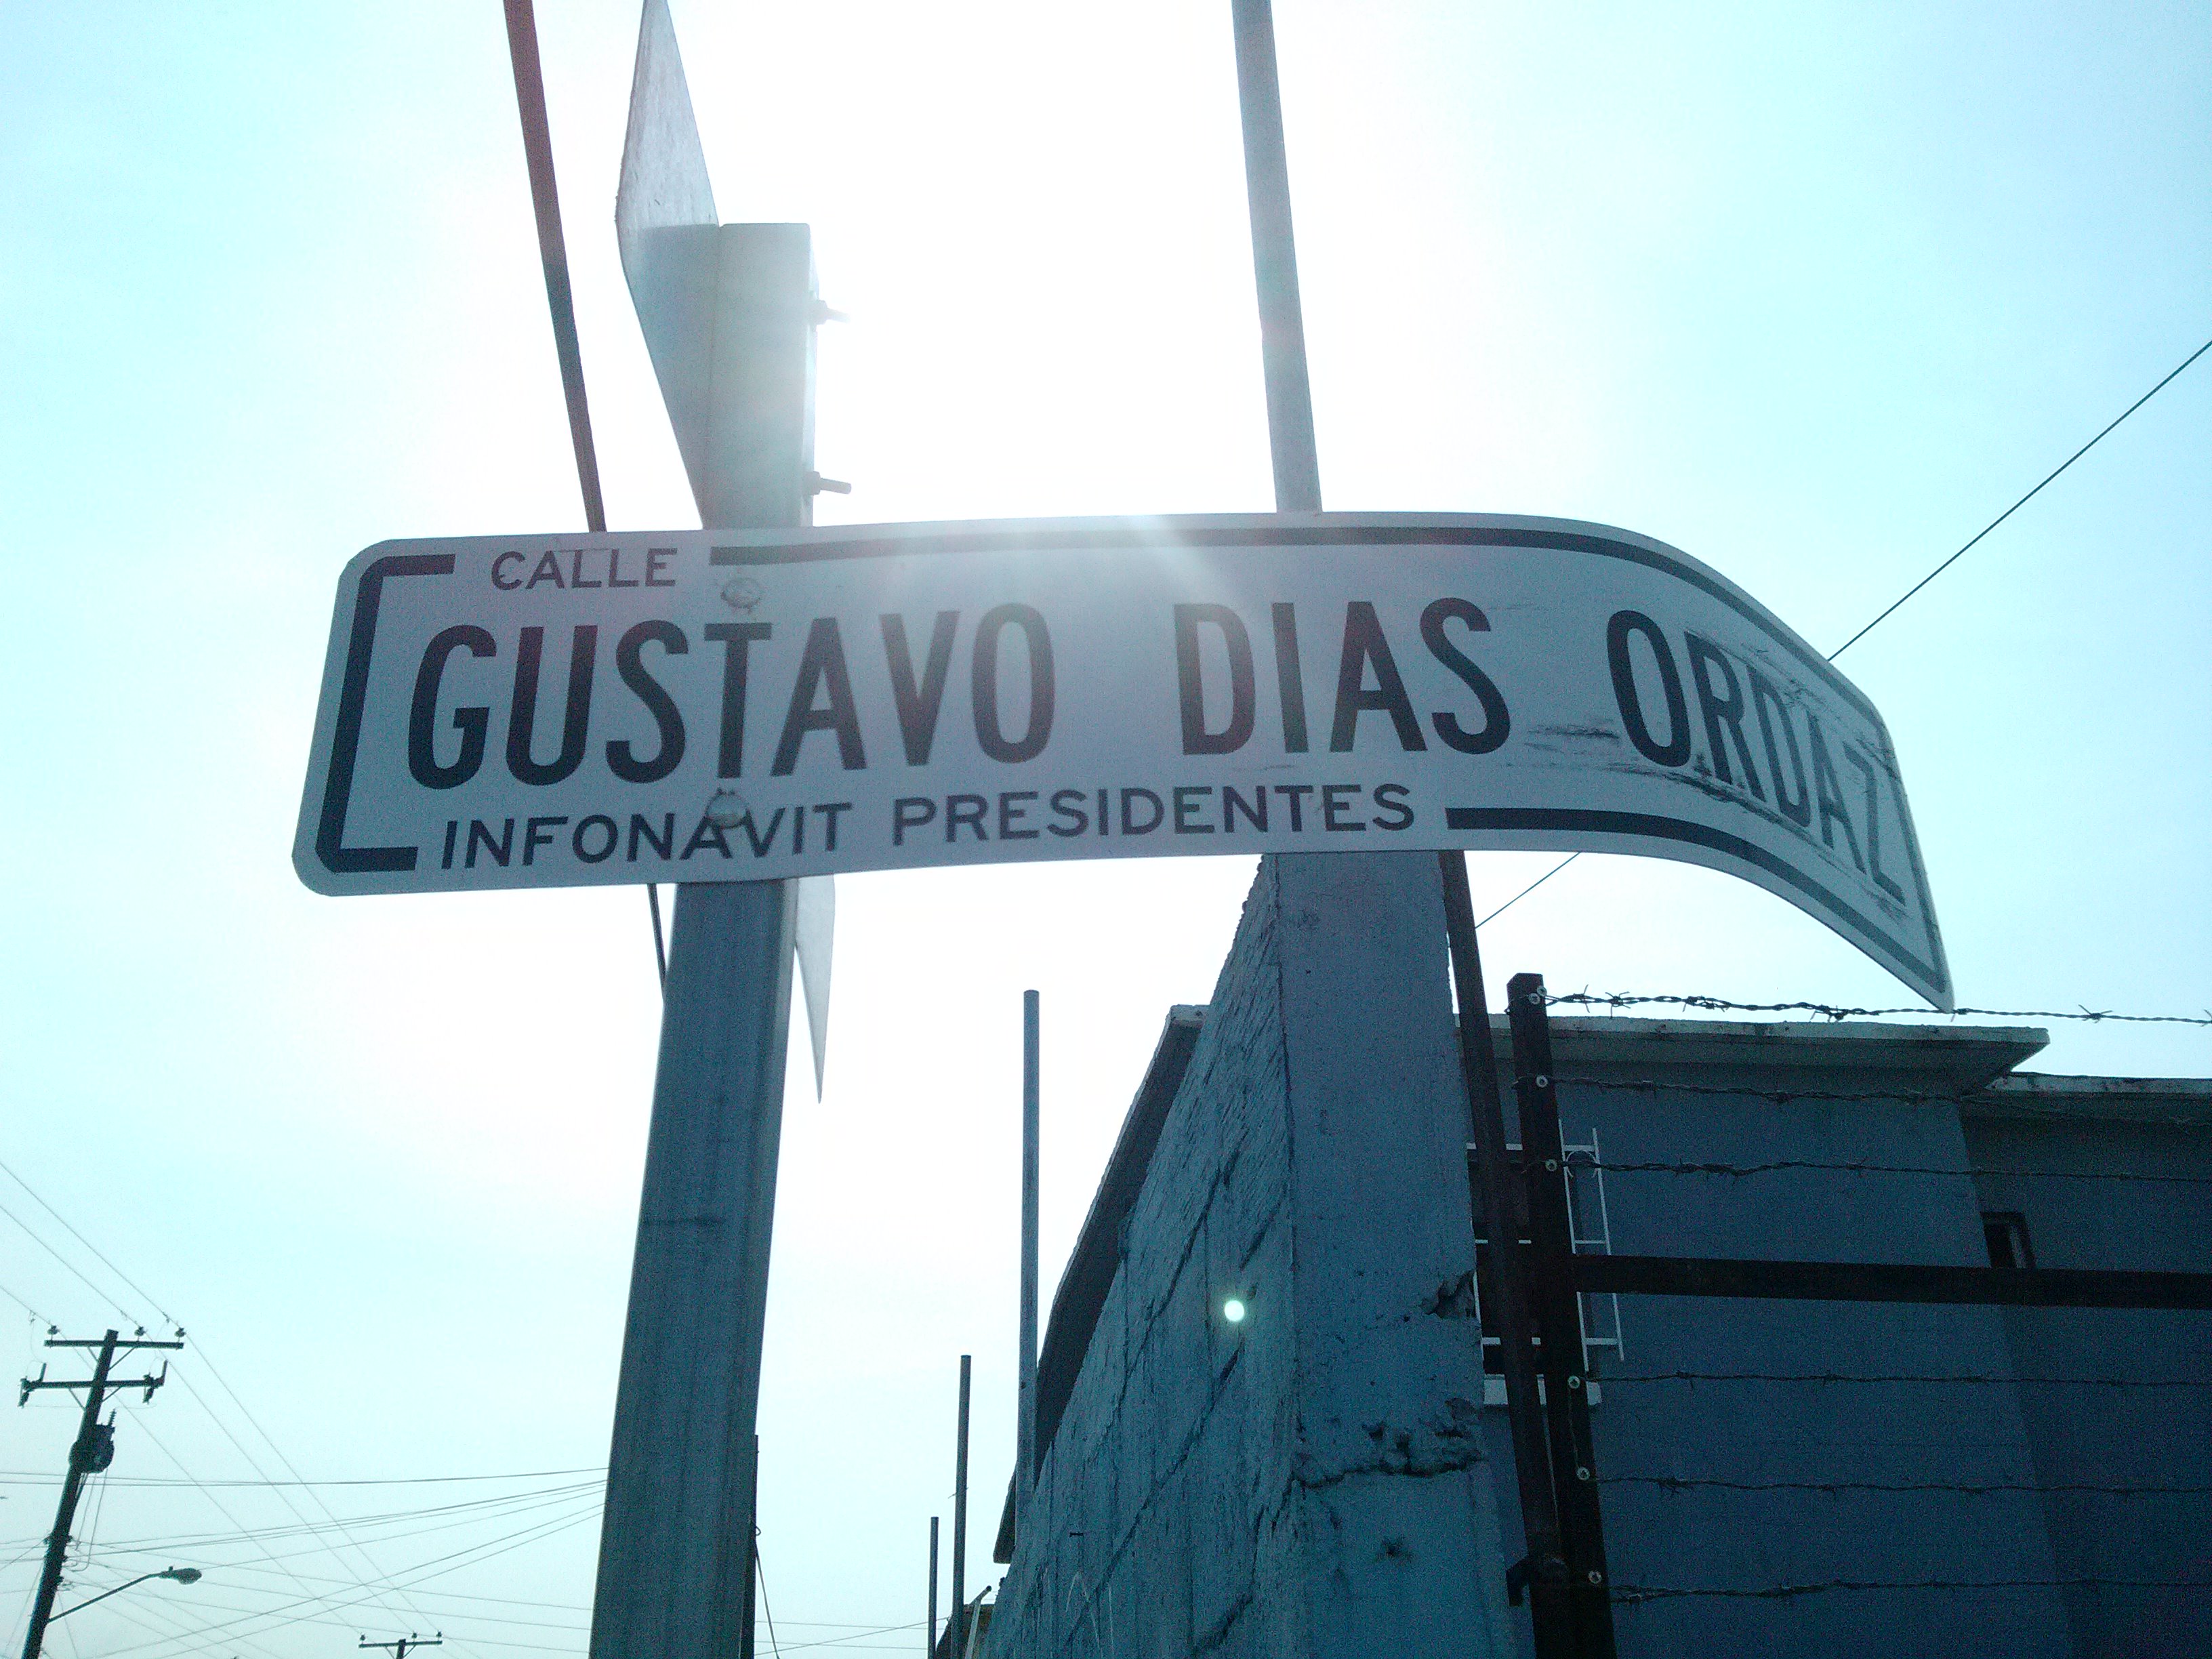 CALLE
GUSTAVO DIAS ORDAZ
INFONAVIT PRESIDENTES